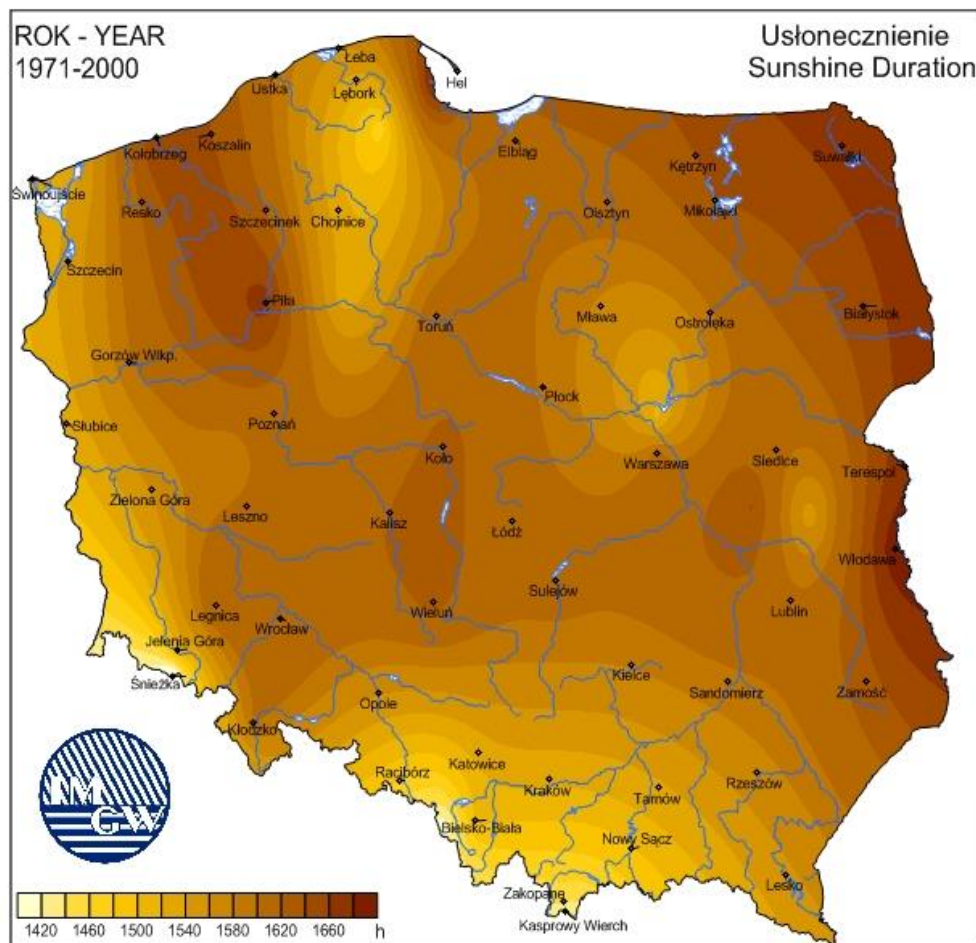 ROK - YEAR
1971-2000
Usłonecznienie
Sunshine Duration
Łeba
Hel
Ustka
Lębork
Kołobrzeg
Koszalin
Elbląg
Kętrzyn
Suwałki
Świnoujście
Resko
Szczecinek
Chojnice
Olsztyn
Mikołajki
Szczecin
Piła
Toruń
Mława
Ostrołęka
Białystok
Gorzów Wlkp.
Płock
Słubice
Poznań
Koło
Warszawa
Siedlce
Terespol
Zielona Góra
Leszno
Kalisz
Łódź
Włodawa
Sulejów
Legnica
Wrocław
Wieluń
Lublin
Jelenia Góra
Śnieżka
Kielce
Sandomierz
Zamość
Opole
Kłodzko
Katowice
Racibórz
Kraków
Tarnów
Rzeszów
Bielsko-Biała
Nowy Sącz
Lesko
Zakopane
Kasprowy Wierch
IMGW
1420 1460 1500 1540 1580 1620 1660 h